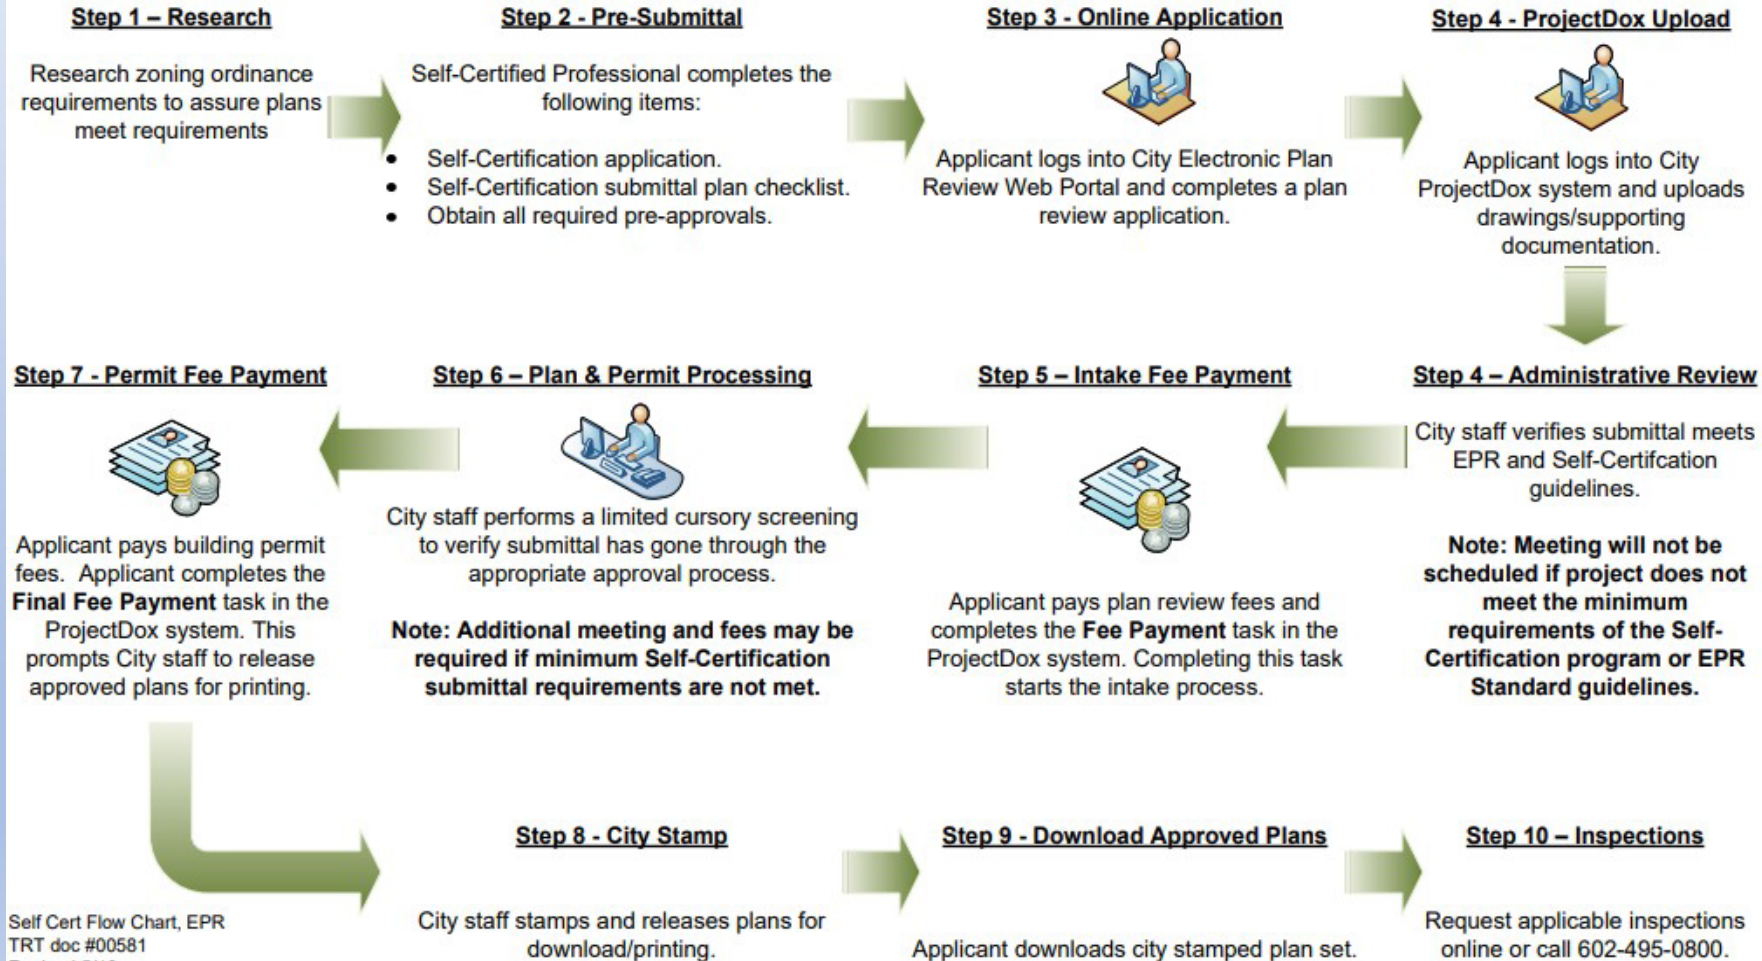 Step 1 – Research
Research zoning ordinance
requirements to assure plans
meet requirements
Step 2 - Pre-Submittal
Self-Certified Professional completes the
following items:
• Self-Certification application.
• Self-Certification submittal plan checklist.
• Obtain all required pre-approvals.
Step 3 - Online Application
Applicant logs into City Electronic Plan
Review Web Portal and completes a plan
review application.
Step 4 - ProjectDox Upload
Applicant logs into City
ProjectDox system and uploads
drawings/supporting
documentation.
Step 4 – Administrative Review
City staff verifies submittal meets
EPR and Self-Certifcation
guidelines.
Note: Meeting will not be
scheduled if project does not
meet the minimum
requirements of the Self-
Certification program or EPR
Standard guidelines.
Step 5 – Intake Fee Payment
Applicant pays plan review fees and
completes the Fee Payment task in the
ProjectDox system. Completing this task
starts the intake process.
Step 6 – Plan & Permit Processing
City staff performs a limited cursory screening
to verify submittal has gone through the
appropriate approval process.
Note: Additional meeting and fees may be
required if minimum Self-Certification
submittal requirements are not met.
Step 7 - Permit Fee Payment
Applicant pays building permit
fees. Applicant completes the
Final Fee Payment task in the
ProjectDox system. This
prompts City staff to release
approved plans for printing.
Step 8 - City Stamp
City staff stamps and releases plans for
download/printing.
Step 9 - Download Approved Plans
Applicant downloads city stamped plan set.
Step 10 – Inspections
Request applicable inspections
online or call 602-495-0800.
Self Cert Flow Chart, EPR
TRT doc #00581